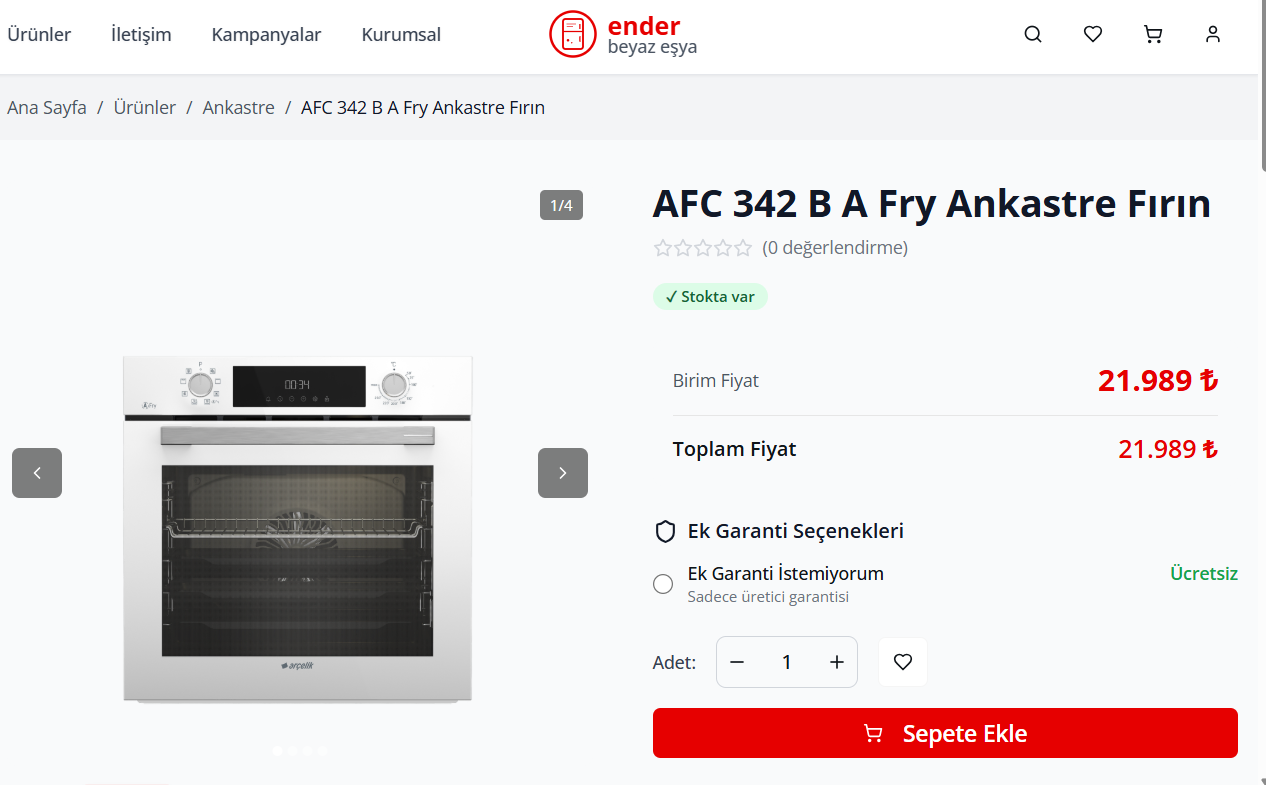 Ürünler İletişim Kampanyalar Kurumsal
ender
beyaz eşya
Ana Sayfa / Ürünler / Ankastre / AFC 342 B A Fry Ankastre Fırın
1/4
AFC 342 B A Fry Ankastre Fırın
(0 değerlendirme)
✓ Stokta var
Birim Fiyat 21.989 ₺
Toplam Fiyat 21.989 ₺
Ek Garanti Seçenekleri
Ek Garanti İstemiyorum Ücretsiz
Sadece üretici garantisi
Adet: − 1 +
Sepete Ekle
arçelik